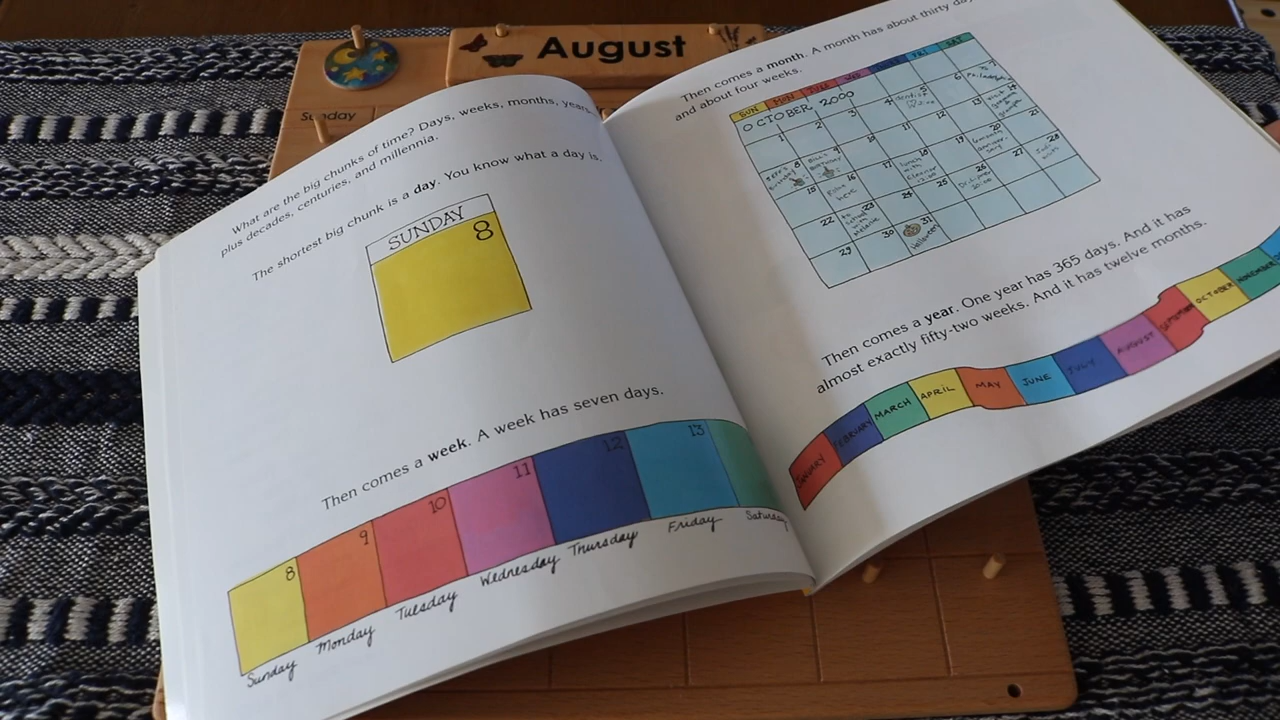 August
Sunday
What are the big chunks of time? Days, weeks, months, years,
plus decades, centuries, and millennia.
The shortest big chunk is a day. You know what a day is.
SUNDAY
8
Then comes a week. A week has seven days.
8 9 10 11 12 13
Sunday Monday Tuesday Wednesday Thursday Friday Saturday
Then comes a month. A month has about thirty day
and about four weeks.
SUN MON TUES WED THURS FRI SAT
OCTOBER 2000
1 2 3 4 5 6 7
8 9 10 11 12 13 14
15 16 17 18 19 20 21
22 23 24 25 26 27 28
29 30 31
Halloween
Then comes a year. One year has 365 days. And it has
almost exactly fifty-two weeks. And it has twelve months.
JANUARY FEBRUARY MARCH APRIL MAY JUNE JULY AUGUST SEPTEMBER OCTOBER NOVEMBER